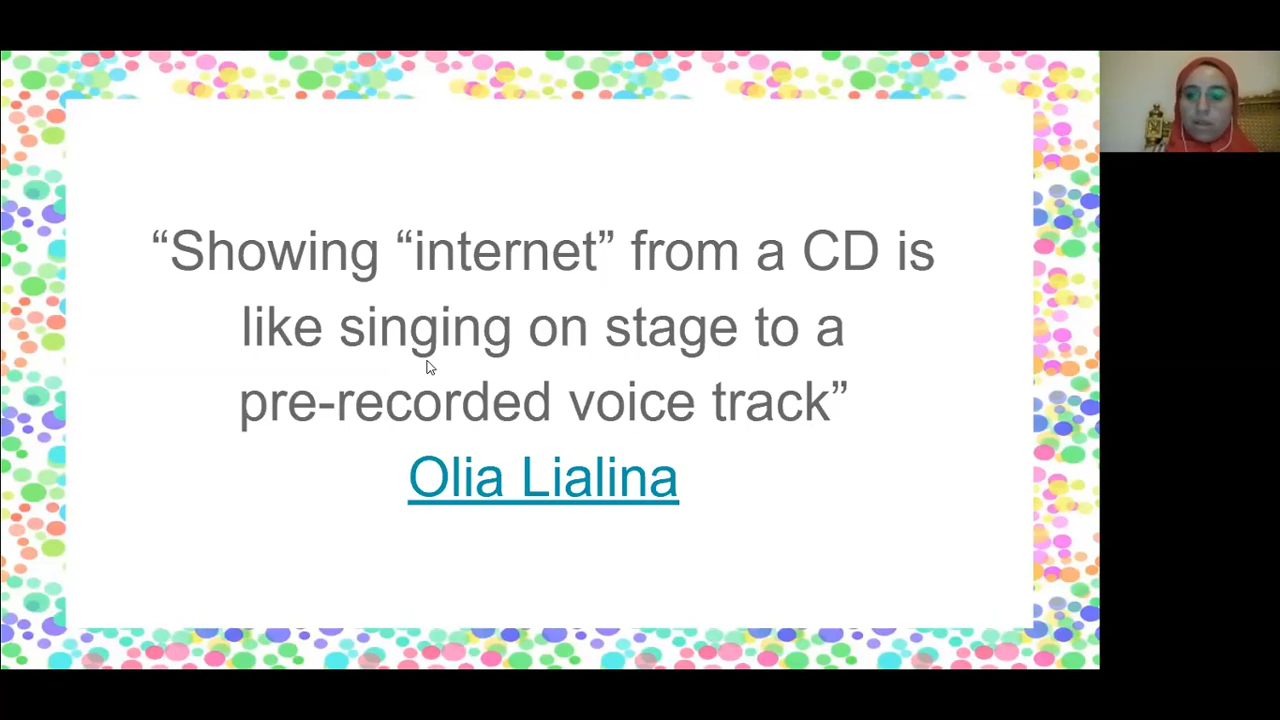 “Showing “internet” from a CD is
like singing on stage to a
pre-recorded voice track”
Olia Lialina